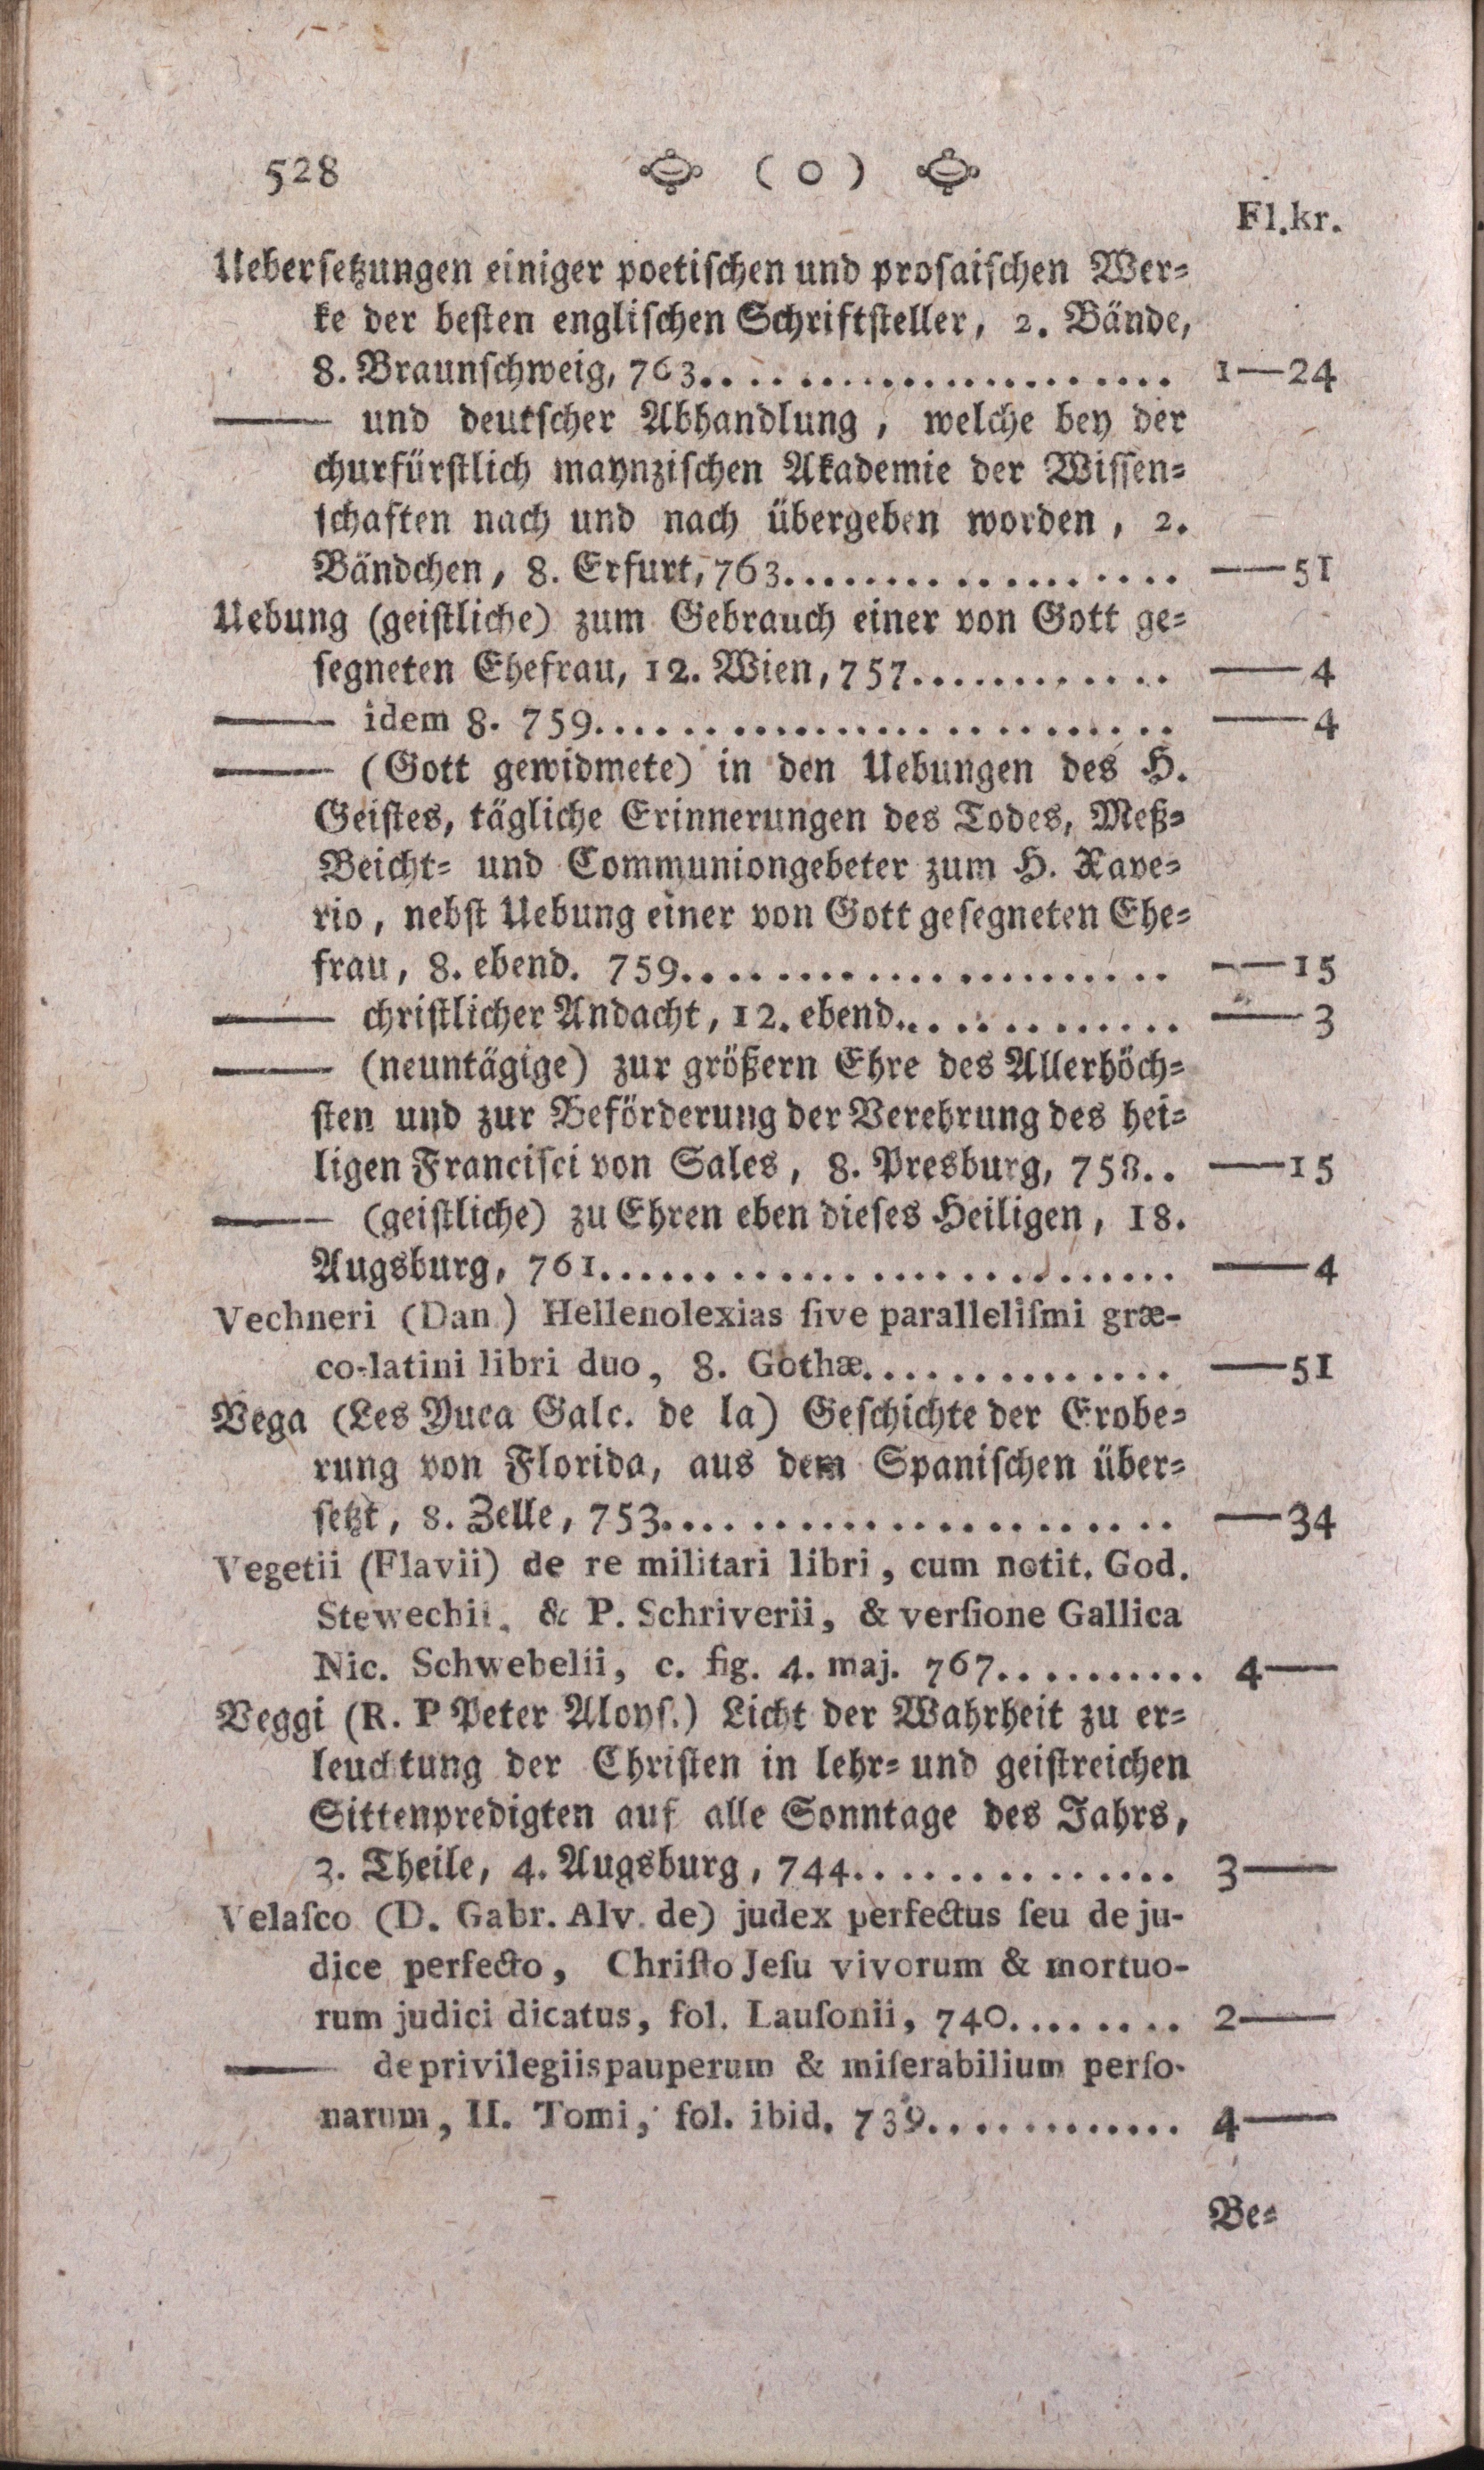 528 ( 0 )
Fl.kr.
Uebersetzungen einiger poetischen und prosaischen Wer-
ke der besten englischen Schriftsteller, 2. Bände,
8. Braunschweig, 763..................... 1—24
—— und deutscher Abhandlung, welche bey der
churfürstlich maynzischen Akademie der Wissen-
schaften nach und nach übergeben worden, 2.
Bändchen, 8. Erfurt, 763.................. ——51
Uebung (geistliche) zum Gebrauch einer von Gott ge-
segneten Ehefrau, 12. Wien, 757............ ——4
—— idem 8. 759.......................... ——4
—— (Gott gewidmete) in den Uebungen des H.
Geistes, tägliche Erinnerungen des Todes, Meß-
Beicht- und Communiongebeter zum H. Xave-
rio, nebst Uebung einer von Gott gesegneten Ehe-
frau, 8. ebend. 759..................... ——15
—— christlicher Andacht, 12. ebend............. ——3
—— (neuntägige) zur größern Ehre des Allerhöch-
sten und zur Beförderung der Verehrung des hei-
ligen Francisci von Sales, 8. Presburg, 758.. ——15
—— (geistliche) zu Ehren eben dieses Heiligen, 18.
Augsburg, 761.......................... ——4
Vechneri (Dan) Hellenolexias ſive parallelismi græ-
co-latini libri duo, 8. Gothæ.............. ——51
Vega (Les Yuca Galc. de la) Geschichte der Erobe-
rung von Florida, aus dem Spanischen über-
setzt, 8. Zelle, 753....................... —34
Vegetii (Flavii) de re militari libri, cum notit. God.
Stewechii, & P. Schriverii, & verſione Gallica
Nic. Schwebelii, c. fig. 4. maj. 767.......... 4—
Veggi (R. P Peter Aloys.) Licht der Wahrheit zu er-
leuchtung der Christen in lehr- und geistreichen
Sittenpredigten auf alle Sonntage des Jahrs,
3. Theile, 4. Augsburg, 744.............. 3——
Velaſco (D. Gabr. Alv. de) judex perfectus ſeu de ju-
dice perfecto, Chriſto Jeſu vivorum & mortuo-
rum judici dicatus, fol. Lauſonii, 740........ 2——
—— de privilegiis pauperum & miſerabilium perſo-
narum, II. Tomi, fol. ibid. 739............ 4——
Ve-